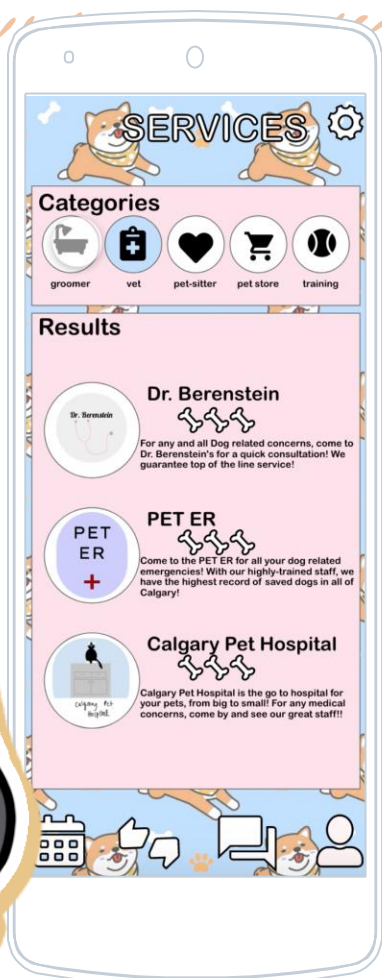 SERVICES
Categories
groomer vet pet-sitter pet store training
Results
Dr. Berenstein
Dr. Berenstein
For any and all Dog related concerns, come to
Dr. Berenstein's for a quick consultation! We
guarantee top of the line service!
PET
ER
PET ER
Come to the PET ER for all your dog related
emergencies! With our highly-trained staff, we
have the highest record of saved dogs in all of
Calgary!
Calgary Pet
Hospital
Calgary Pet Hospital
Calgary Pet Hospital is the go to hospital for
your pets, from big to small! For any medical
concerns, come by and see our great staff!!